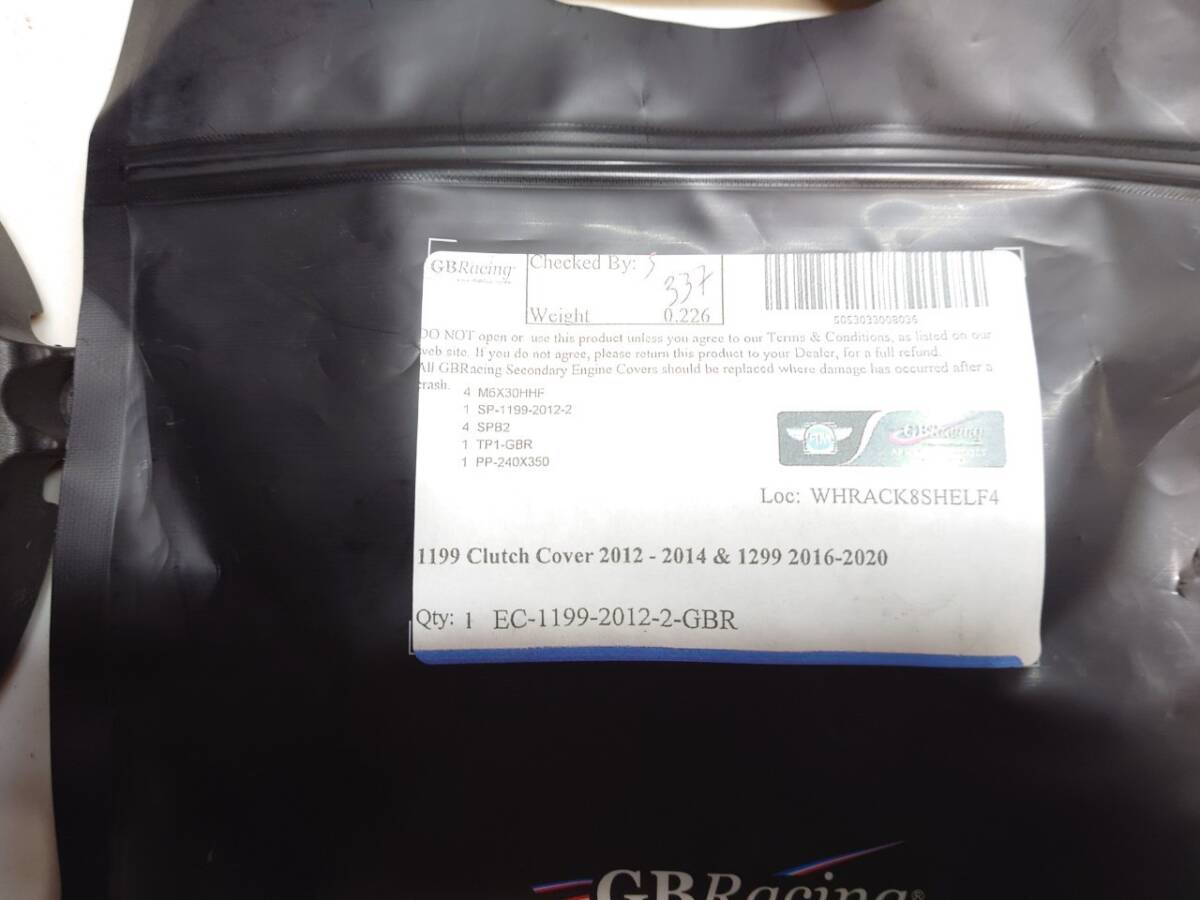 GBRacing
Checked By: 5
337
Weight 0.226
5053033008036
DO NOT open or use this product unless you agree to our Terms & Conditions, as listed on our
web site. If you do not agree, please return this product to your Dealer, for a full refund.
All GBRacing Secondary Engine Covers should be replaced where damage has occurred after a
crash.
4 M6X30HHF
1 SP-1199-2012-2
4 SPB2
1 TP1-GBR
1 PP-240X350
FIM
GBRacing
Loc: WHRACK8SHELF4
1199 Clutch Cover 2012 - 2014 & 1299 2016-2020
Qty: 1 EC-1199-2012-2-GBR
GBRacing®